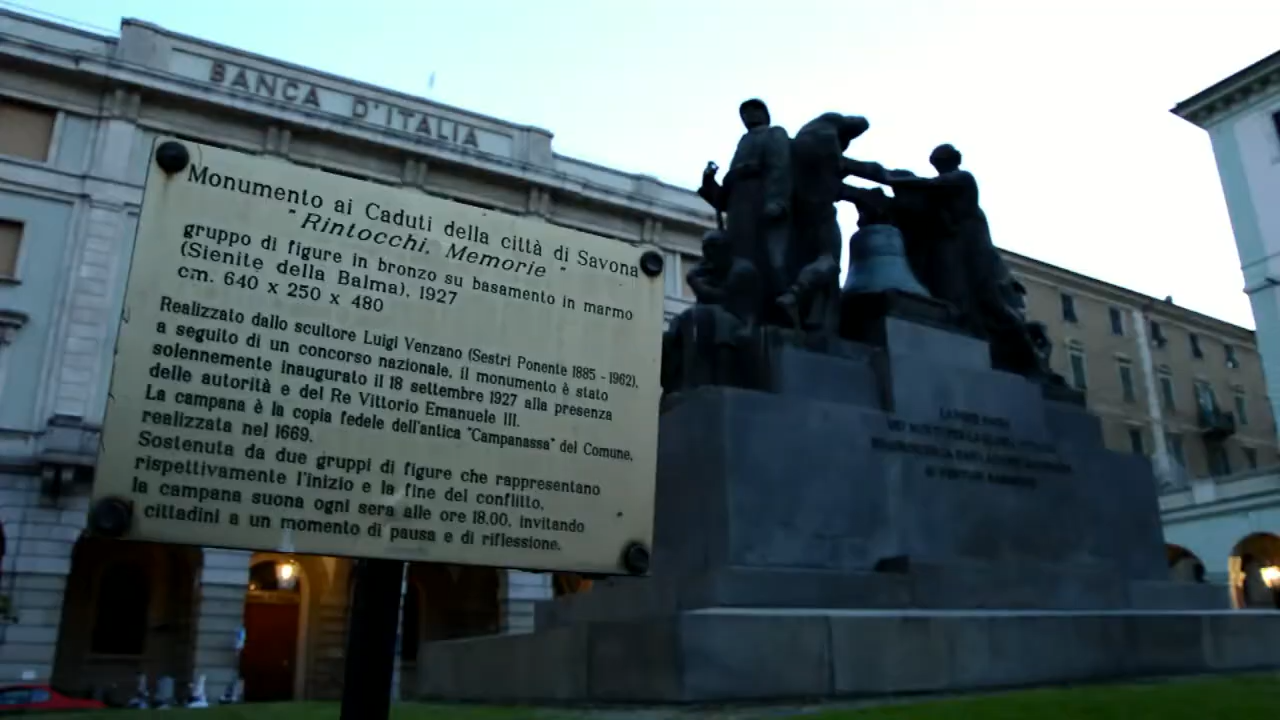 BANCA D'ITALIA
Monumento ai Caduti della città di Savona
"Rintocchi. Memorie"
gruppo di figure in bronzo su basamento in marmo
(Sienite della Balma), 1927
cm. 640 x 250 x 480
Realizzato dallo scultore Luigi Venzano (Sestri Ponente 1885 - 1962),
a seguito di un concorso nazionale, il monumento è stato
solennemente inaugurato il 18 settembre 1927 alla presenza
delle autorità e del Re Vittorio Emanuele III.
La campana è la copia fedele dell'antica "Campanassa" del Comune,
realizzata nel 1669.
Sostenuta da due gruppi di figure che rappresentano
rispettivamente l'inizio e la fine del conflitto,
la campana suona ogni sera alle ore 18.00, invitando
cittadini a un momento di pausa e di riflessione.